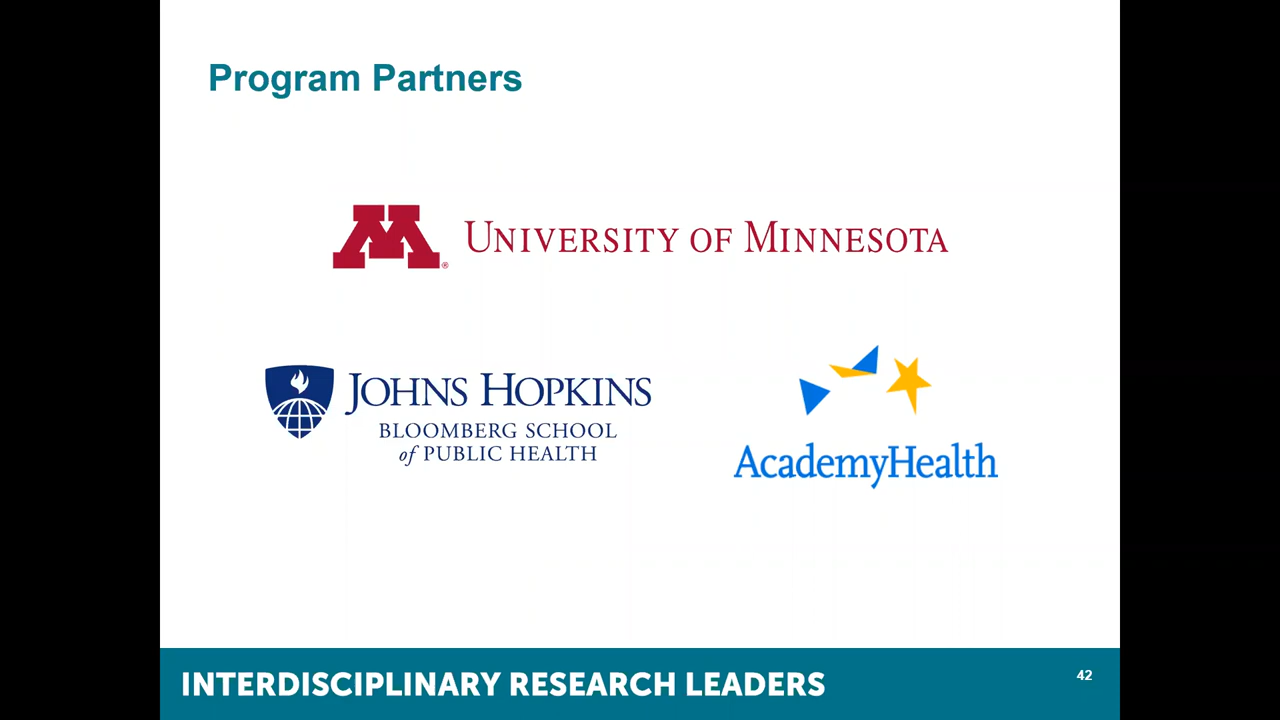 Program Partners
M®
UNIVERSITY OF MINNESOTA
JOHNS HOPKINS
BLOOMBERG SCHOOL
of PUBLIC HEALTH
AcademyHealth
INTERDISCIPLINARY RESEARCH LEADERS
42